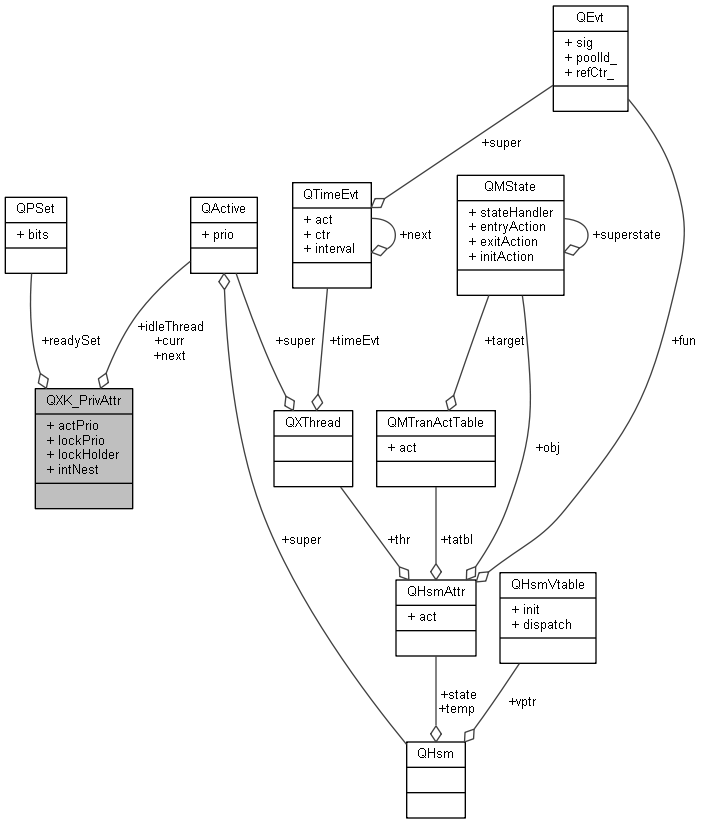 QEvt
+ sig
+ poolId_
+ refCtr_
+super
QPSet
+ bits
QActive
+ prio
QTimeEvt
+ act
+ ctr
+ interval
+next
QMState
+ stateHandler
+ entryAction
+ exitAction
+ initAction
+superstate
+readySet
+idleThread
+curr
+next
+super
+timeEvt
+target
+fun
QXK_PrivAttr
+ actPrio
+ lockPrio
+ lockHolder
+ intNest
QXThread
QMTranActTable
+ act
+obj
+super
+thr
+tatbl
QHsmAttr
+ act
QHsmVtable
+ init
+ dispatch
+state
+temp
+vptr
QHsm